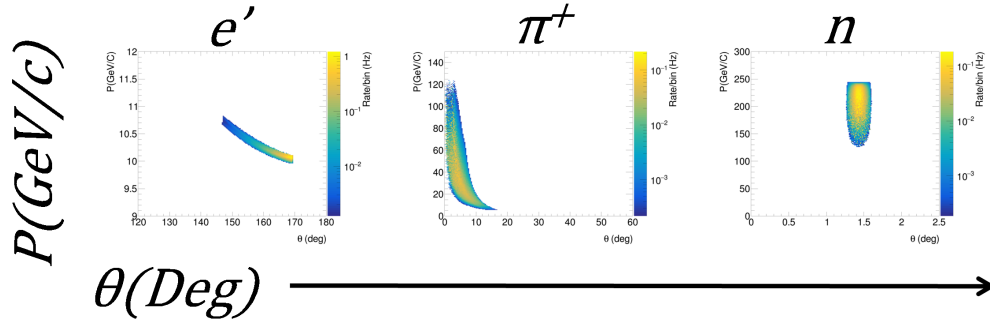 e' π⁺ n
P(GeV/c)
P(GeV/C)
12
11.5
11
10.5
10
9.5
9
120 130 140 150 160 170 180
θ (deg)
1
10⁻¹
10⁻²
Rate/bin (Hz)
P(GeV/C)
140
120
100
80
60
40
20
0
0 10 20 30 40 50 60
θ (deg)
10⁻¹
10⁻²
10⁻³
Rate/bin (Hz)
P(GeV/C)
300
250
200
150
100
50
0
0 0.5 1 1.5 2 2.5
θ (deg)
10⁻¹
10⁻²
10⁻³
Rate/bin (Hz)
θ(Deg)